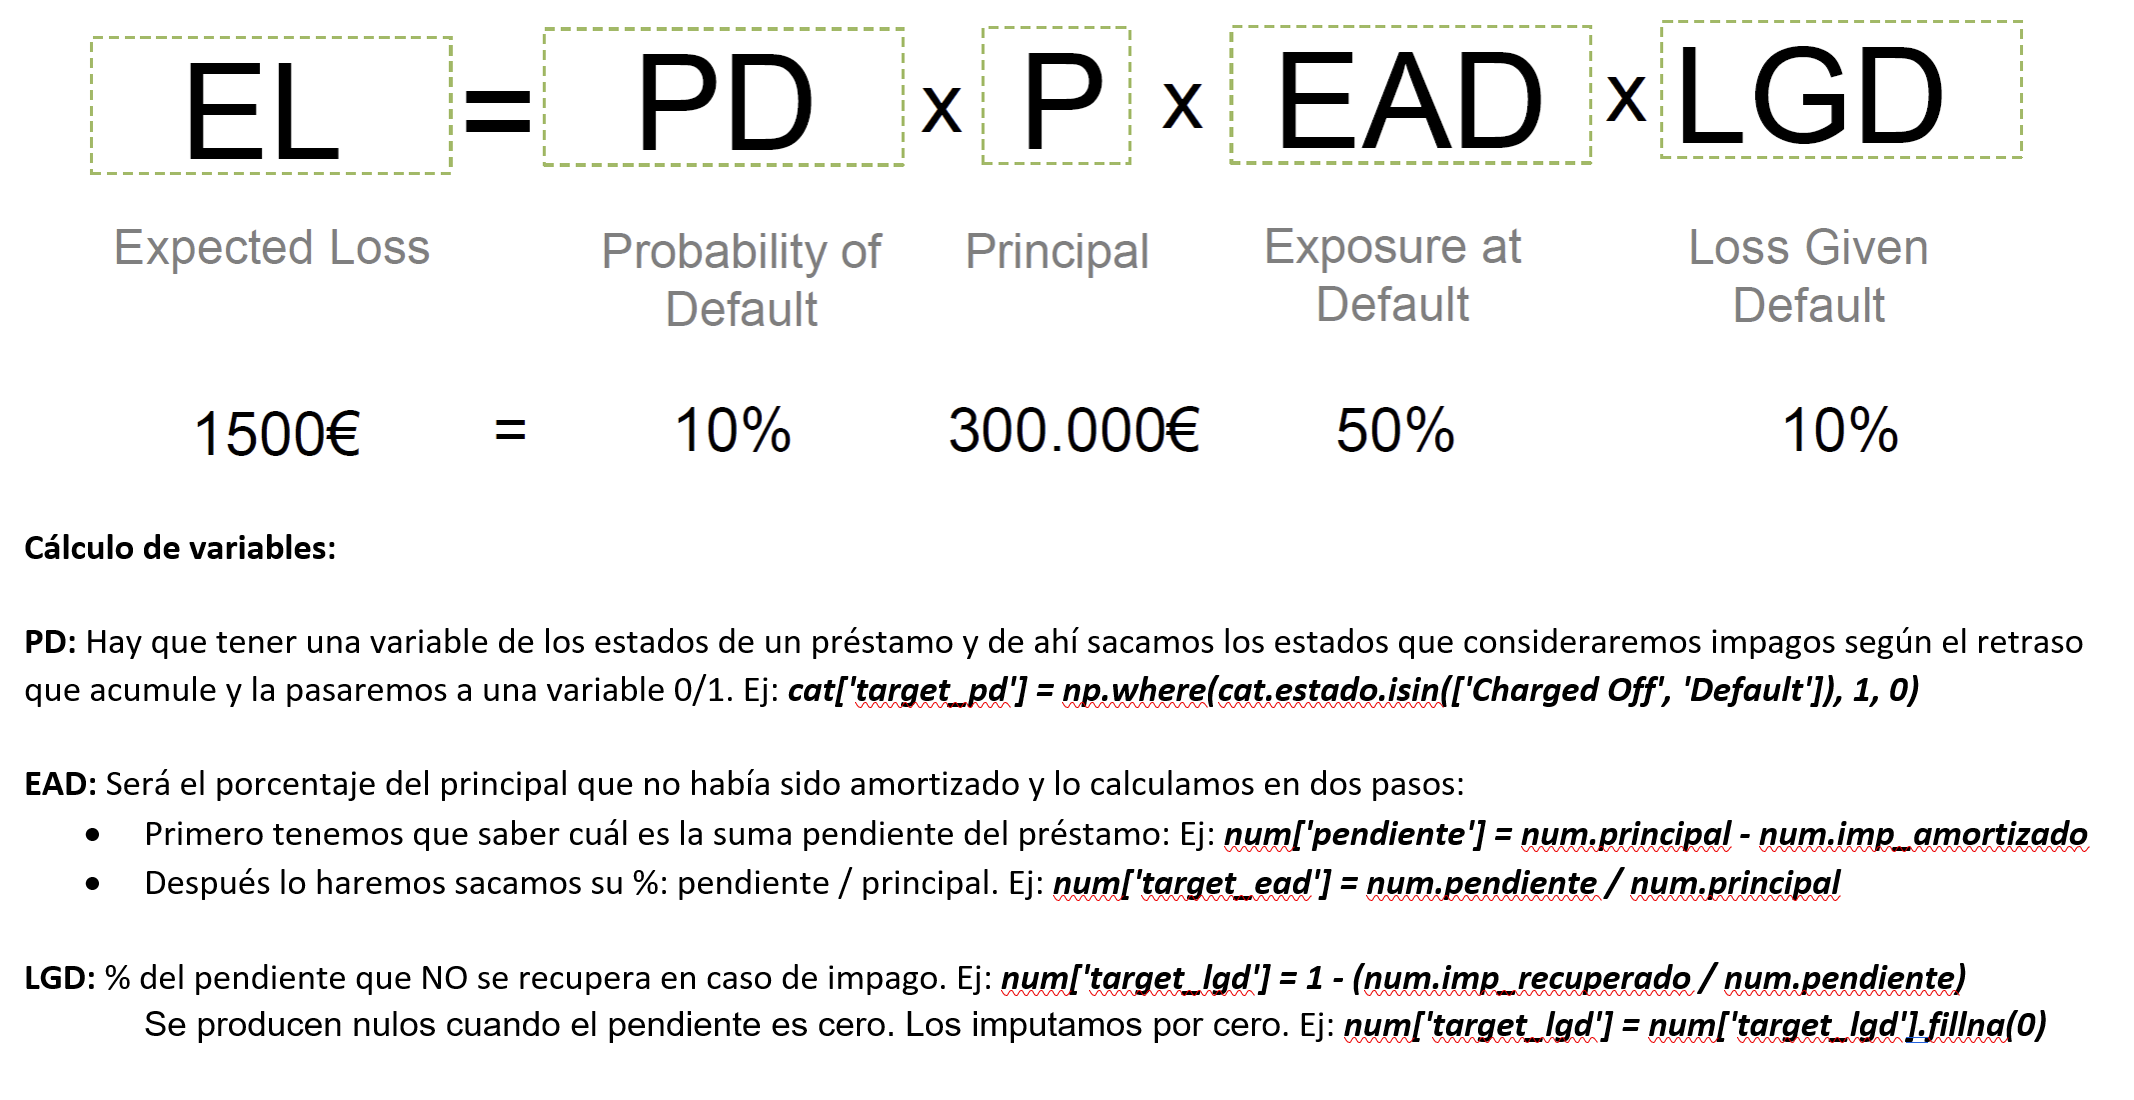 EL = PD x P x EAD x LGD
Expected Loss Probability of Default Principal Exposure at Default Loss Given Default
1500€ = 10% 300.000€ 50% 10%
Cálculo de variables:
PD: Hay que tener una variable de los estados de un préstamo y de ahí sacamos los estados que consideraremos impagos según el retraso
que acumule y la pasaremos a una variable 0/1. Ej: cat['target_pd'] = np.where(cat.estado.isin(['Charged Off', 'Default']), 1, 0)
EAD: Será el porcentaje del principal que no había sido amortizado y lo calculamos en dos pasos:
• Primero tenemos que saber cuál es la suma pendiente del préstamo: Ej: num['pendiente'] = num.principal - num.imp_amortizado
• Después lo haremos sacamos su %: pendiente / principal. Ej: num['target_ead'] = num.pendiente / num.principal
LGD: % del pendiente que NO se recupera en caso de impago. Ej: num['target_lgd'] = 1 - (num.imp_recuperado / num.pendiente)
Se producen nulos cuando el pendiente es cero. Los imputamos por cero. Ej: num['target_lgd'] = num['target_lgd'].fillna(0)